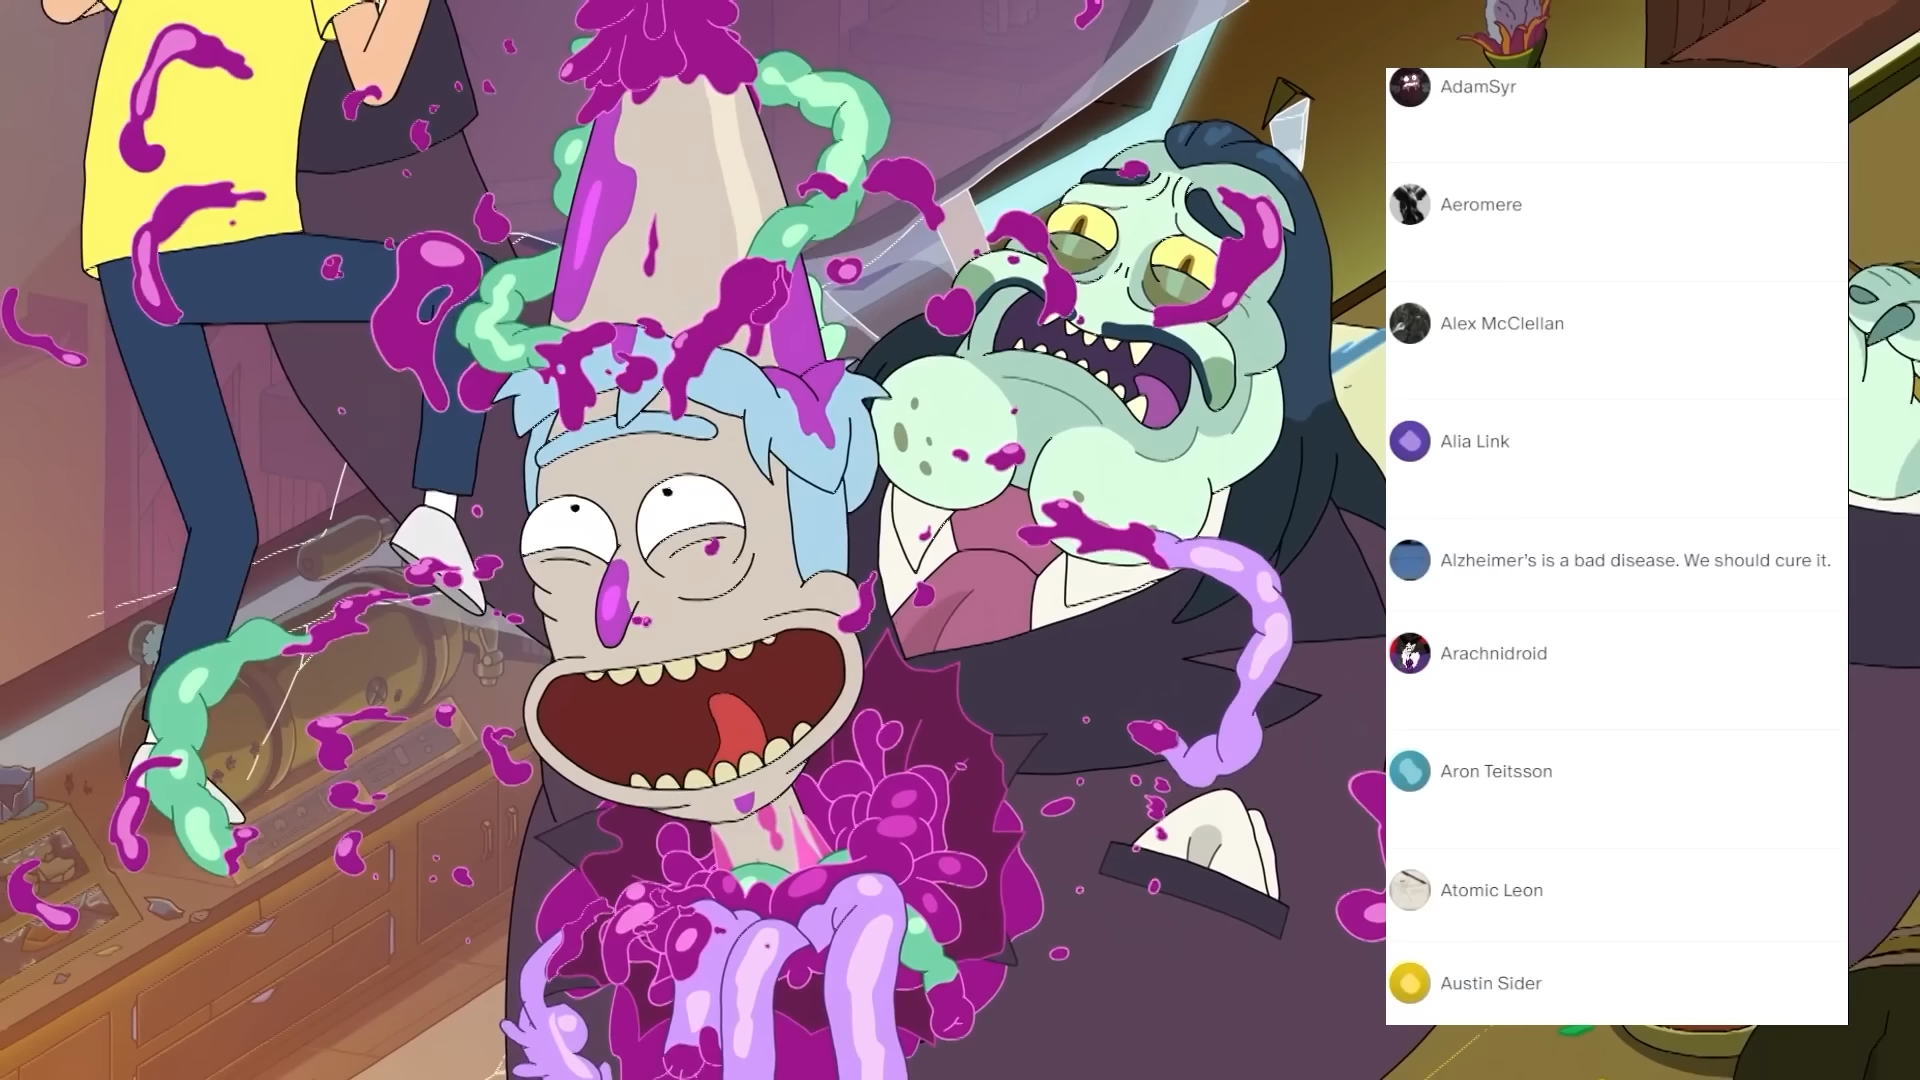 AdamSyr
Aeromere
Alex McClellan
Alia Link
Alzheimer's is a bad disease. We should cure it.
Arachnidroid
Aron Teitsson
Atomic Leon
Austin Sider